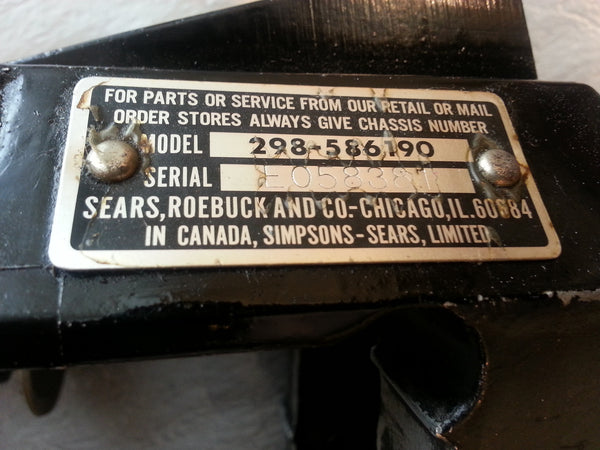 FOR PARTS OR SERVICE FROM OUR RETAIL OR MAIL
ORDER STORES ALWAYS GIVE CHASSIS NUMBER
MODEL 298-586190
SERIAL E058381
SEARS, ROEBUCK AND CO.-CHICAGO, IL. 60684
IN CANADA, SIMPSONS-SEARS, LIMITED